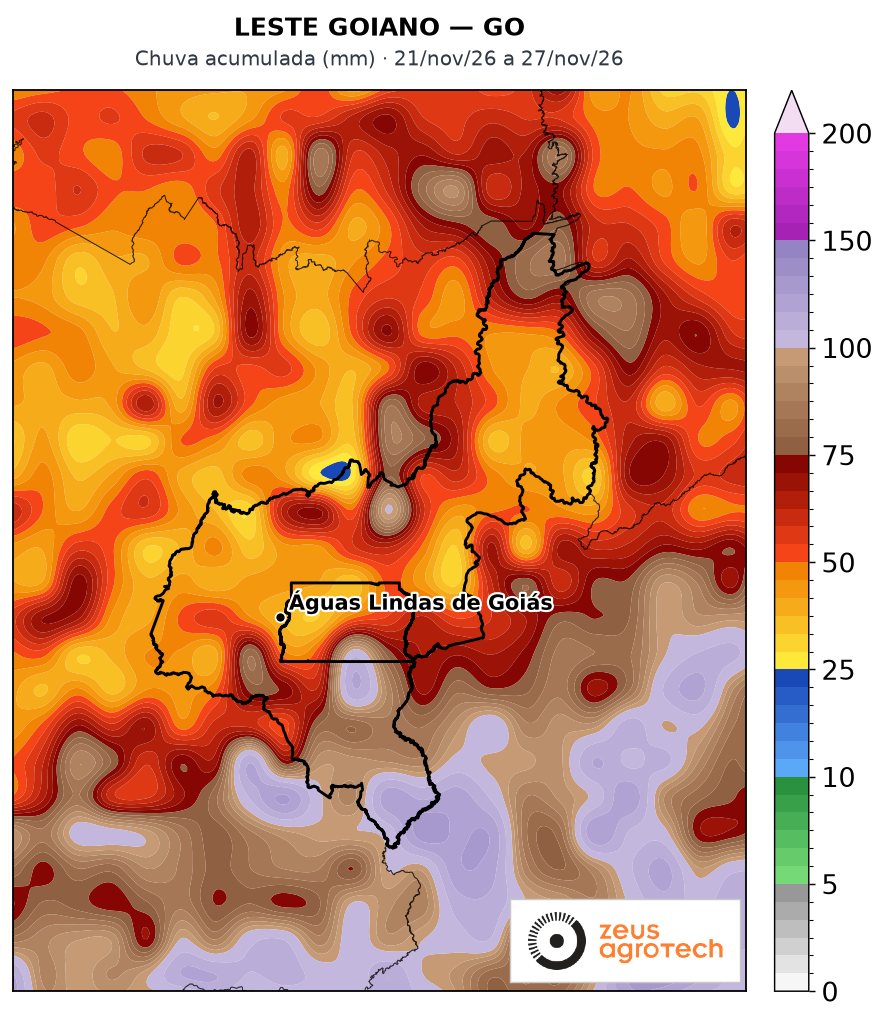 LESTE GOIANO — GO
Chuva acumulada (mm) · 21/nov/26 a 27/nov/26
200
150
100
75
50
25
10
5
0
Águas Lindas de Goiás
zeus
agrotech